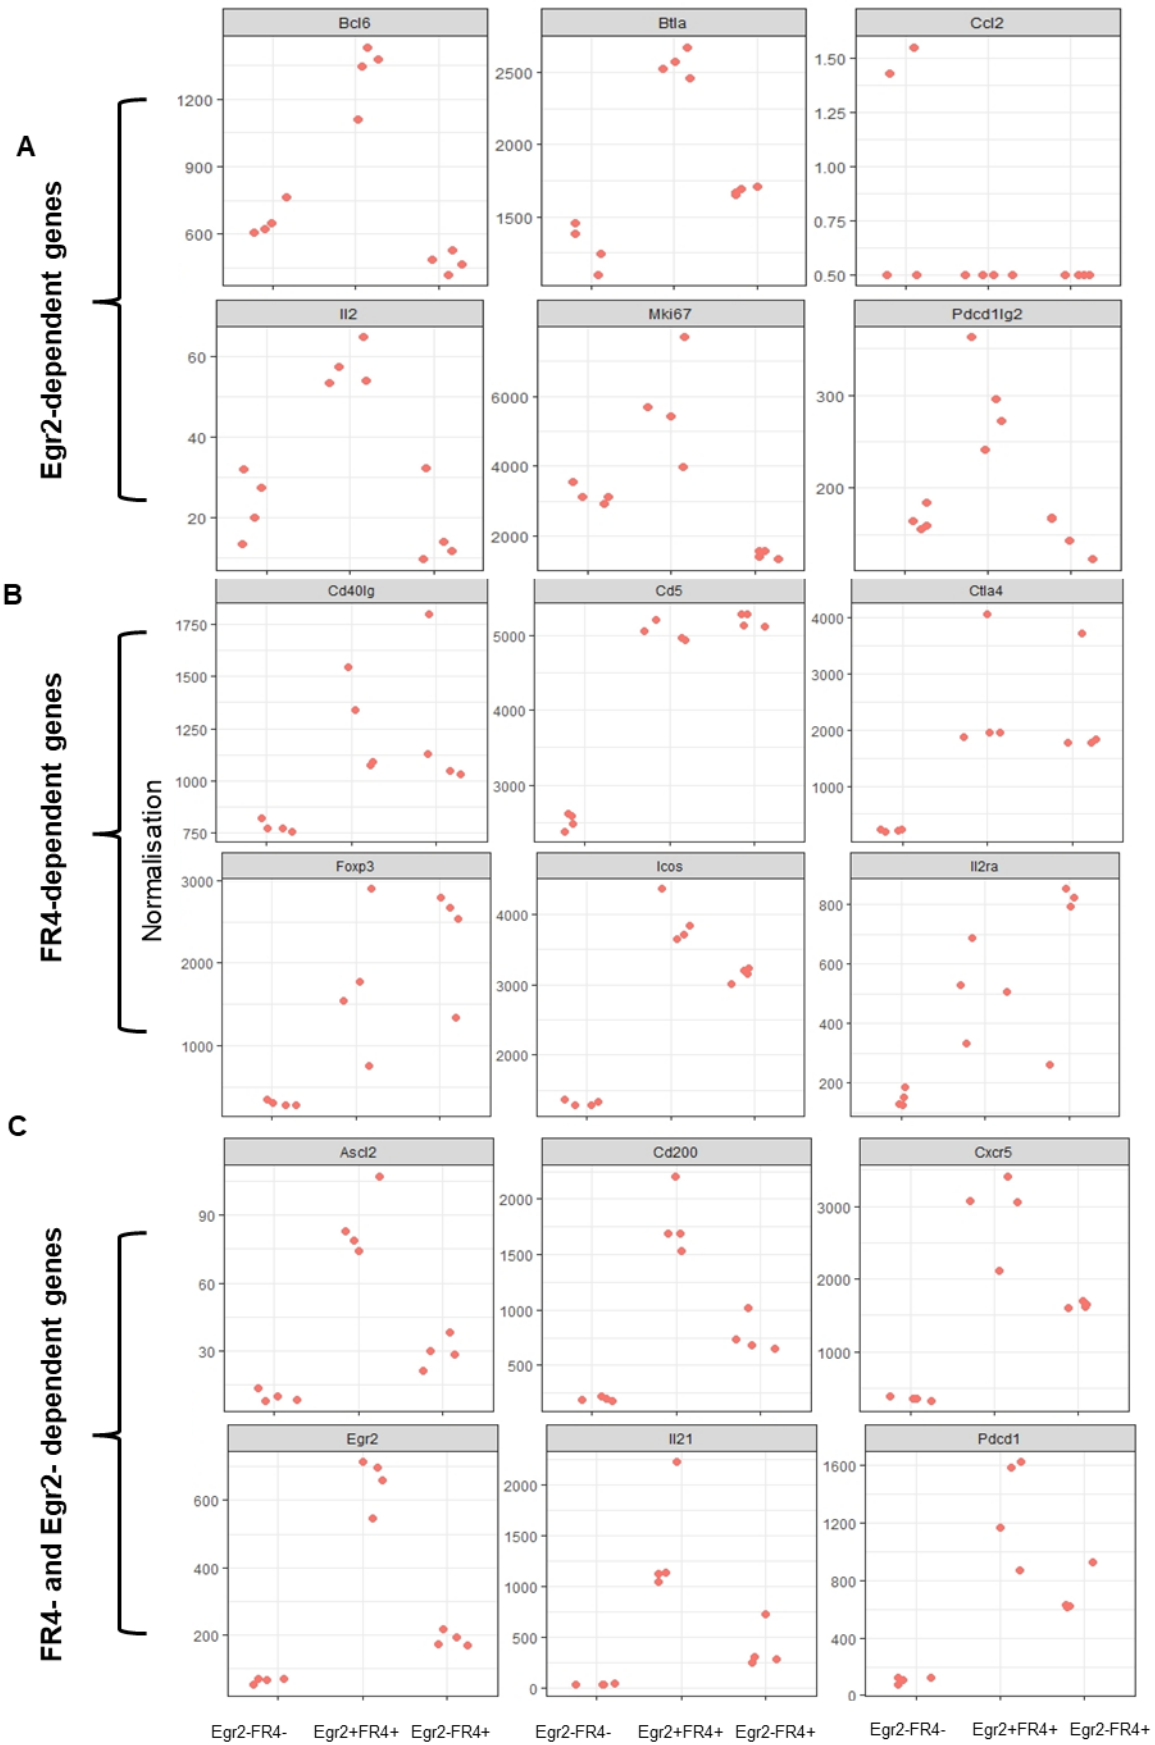 A
Egr2-dependent genes
Bcl6
Btla
Ccl2
1200
900
600
2500
2000
1500
1.50
1.25
1.00
0.75
0.50
Il2
Mki67
Pdcd1lg2
60
40
20
6000
4000
2000
300
200
B
FR4-dependent genes
Normalisation
Cd40lg
Cd5
Ctla4
1750
1500
1250
1000
750
5000
4000
3000
4000
3000
2000
1000
Foxp3
Icos
Il2ra
3000
2000
1000
4000
3000
2000
800
600
400
200
C
FR4- and Egr2- dependent genes
Ascl2
Cd200
Cxcr5
90
60
30
2000
1500
1000
500
3000
2000
1000
Egr2
Il21
Pdcd1
600
400
200
2000
1500
1000
500
0
1600
1200
800
400
0
Egr2-FR4- Egr2+FR4+ Egr2-FR4+
Egr2-FR4- Egr2+FR4+ Egr2-FR4+
Egr2-FR4- Egr2+FR4+ Egr2-FR4+